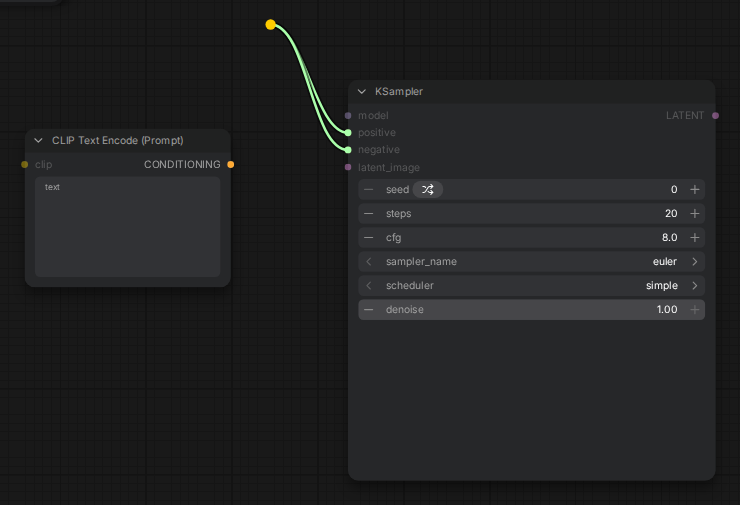 CLIP Text Encode (Prompt)
clip CONDITIONING
text
KSampler
model LATENT
positive
negative
latent_image
seed 0
steps 20
cfg 8.0
sampler_name euler
scheduler simple
denoise 1.00